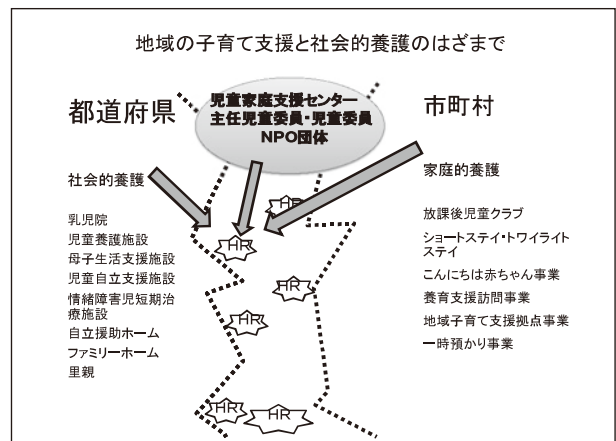 地域の子育て支援と社会的養護のはざまで
児童家庭支援センター
主任児童委員・児童委員
NPO団体
都道府県
市町村
社会的養護
乳児院
児童養護施設
母子生活支援施設
児童自立支援施設
情緒障害児短期治
療施設
自立援助ホーム
ファミリーホーム
里親
家庭的養護
放課後児童クラブ
ショートステイ・トワイライト
ステイ
こんにちは赤ちゃん事業
養育支援訪問事業
地域子育て支援拠点事業
一時預かり事業
HR
HR
HR
HR
HR
HR